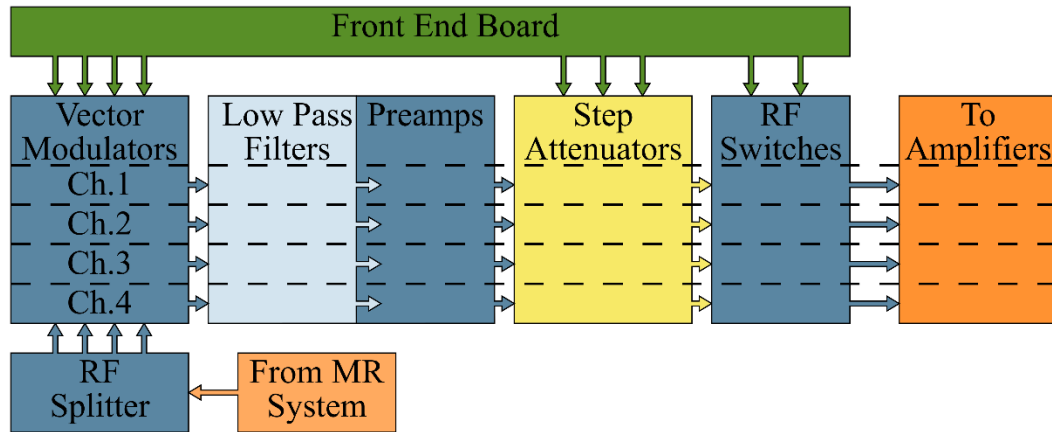 Front End Board
Vector
Modulators
Low Pass
Filters
Preamps
Step
Attenuators
RF
Switches
To
Amplifiers
Ch.1
Ch.2
Ch.3
Ch.4
RF
Splitter
From MR
System